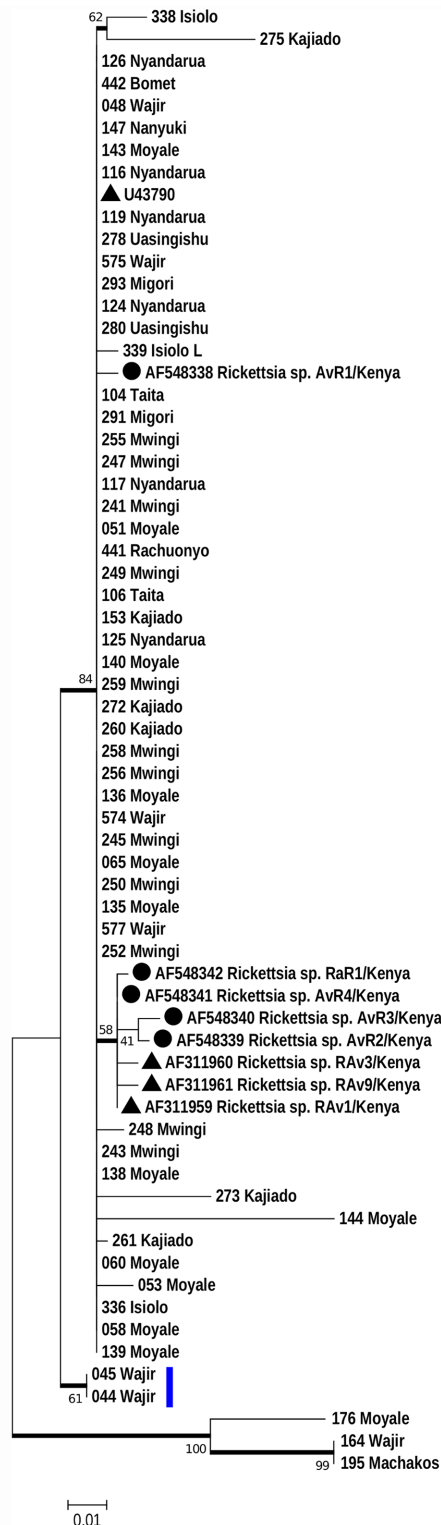 62
338 Isiolo
275 Kajiado
126 Nyandarua
442 Bomet
048 Wajir
147 Nanyuki
143 Moyale
116 Nyandarua
U43790
119 Nyandarua
278 Uasingishu
575 Wajir
293 Migori
124 Nyandarua
280 Uasingishu
339 Isiolo L
AF548338 Rickettsia sp. AvR1/Kenya
104 Taita
291 Migori
255 Mwingi
247 Mwingi
117 Nyandarua
241 Mwingi
051 Moyale
441 Rachuonyo
249 Mwingi
106 Taita
153 Kajiado
125 Nyandarua
140 Moyale
84
259 Mwingi
272 Kajiado
260 Kajiado
258 Mwingi
256 Mwingi
136 Moyale
574 Wajir
245 Mwingi
065 Moyale
250 Mwingi
135 Moyale
577 Wajir
252 Mwingi
AF548342 Rickettsia sp. RaR1/Kenya
AF548341 Rickettsia sp. AvR4/Kenya
AF548340 Rickettsia sp. AvR3/Kenya
58
41
AF548339 Rickettsia sp. AvR2/Kenya
AF311960 Rickettsia sp. RAv3/Kenya
AF311961 Rickettsia sp. RAv9/Kenya
AF311959 Rickettsia sp. RAv1/Kenya
248 Mwingi
243 Mwingi
138 Moyale
273 Kajiado
144 Moyale
261 Kajiado
060 Moyale
053 Moyale
336 Isiolo
058 Moyale
139 Moyale
045 Wajir
61
044 Wajir
176 Moyale
100
164 Wajir
99
195 Machakos
0.01